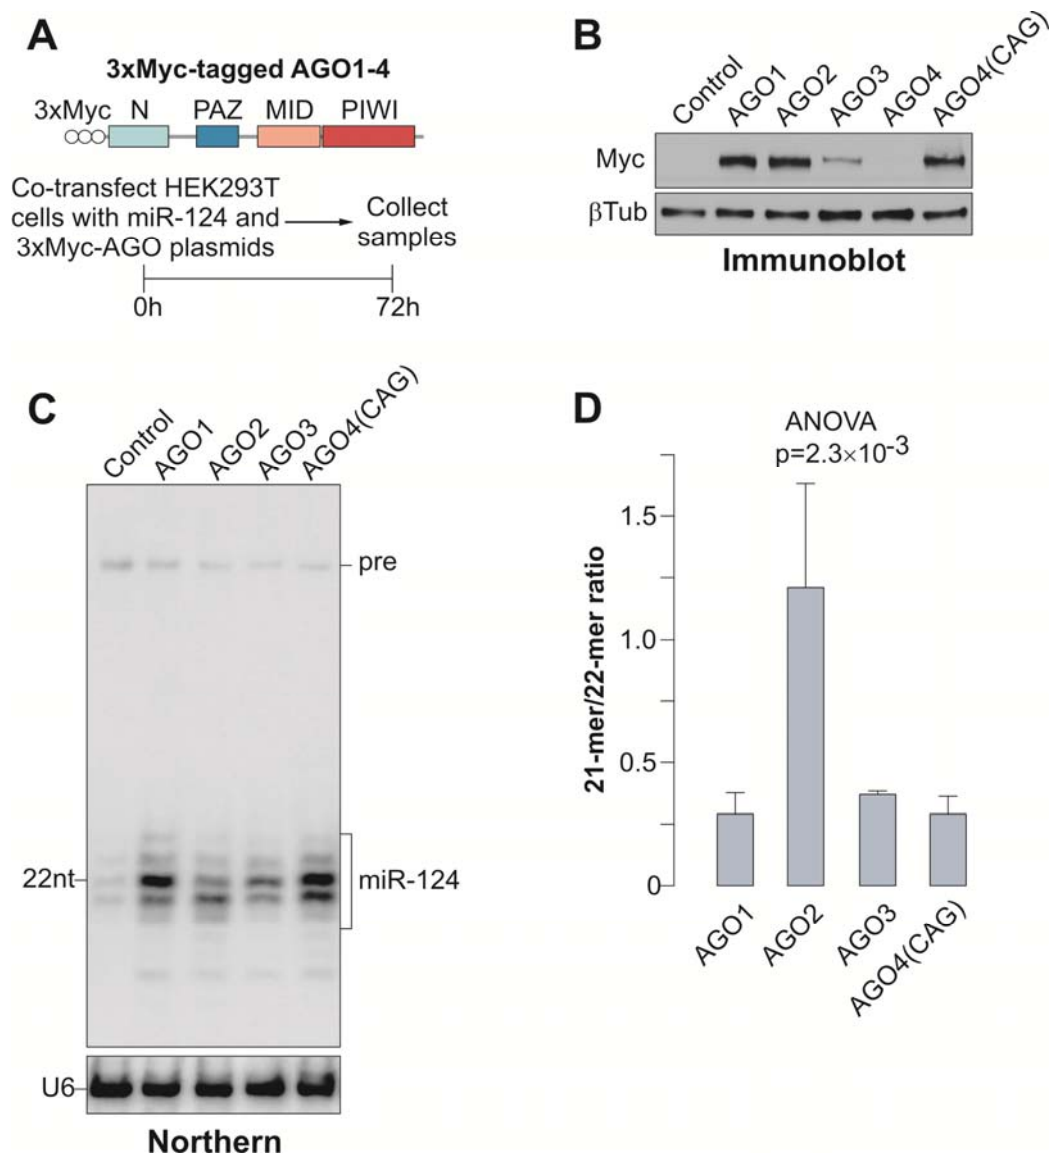 A
3xMyc-tagged AGO1-4
3xMyc N PAZ MID PIWI
Co-transfect HEK293T
cells with miR-124 and
3xMyc-AGO plasmids
Collect
samples
0h
72h
B
Control
AGO1
AGO2
AGO3
AGO4
AGO4(CAG)
Myc
βTub
Immunoblot
C
Control
AGO1
AGO2
AGO3
AGO4(CAG)
pre
22nt
miR-124
U6
Northern
D
ANOVA
p=2.3×10-3
21-mer/22-mer ratio
1.5
1.0
0.5
0
AGO1
AGO2
AGO3
AGO4(CAG)